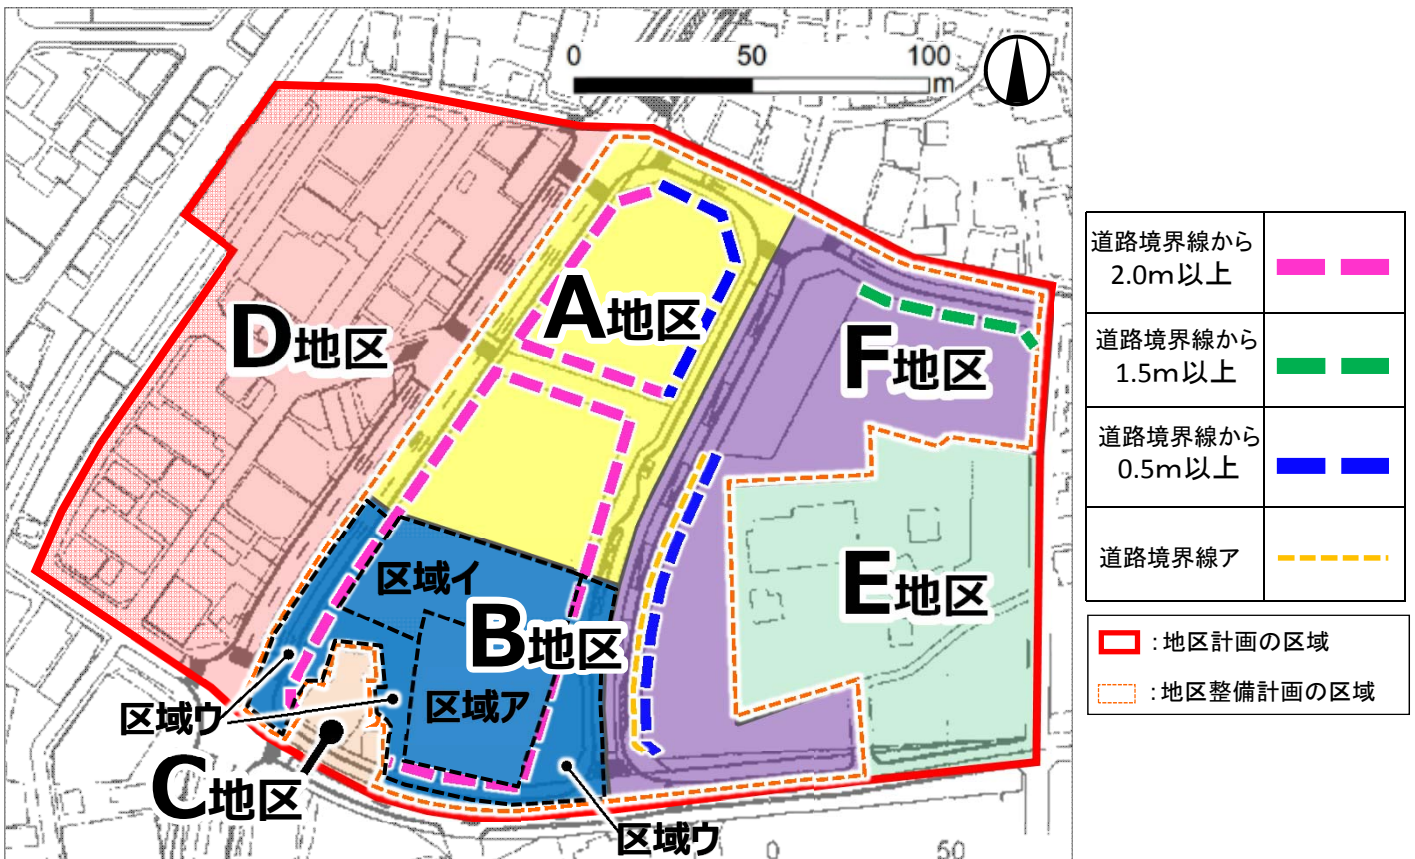 0 50 100
m
A地区
D地区
F地区
区域イ
E地区
B地区
区域ウ
区域ア
C地区
区域ウ
0 50
道路境界線から
2.0m以上
道路境界線から
1.5m以上
道路境界線から
0.5m以上
道路境界線ア
:地区計画の区域
:地区整備計画の区域